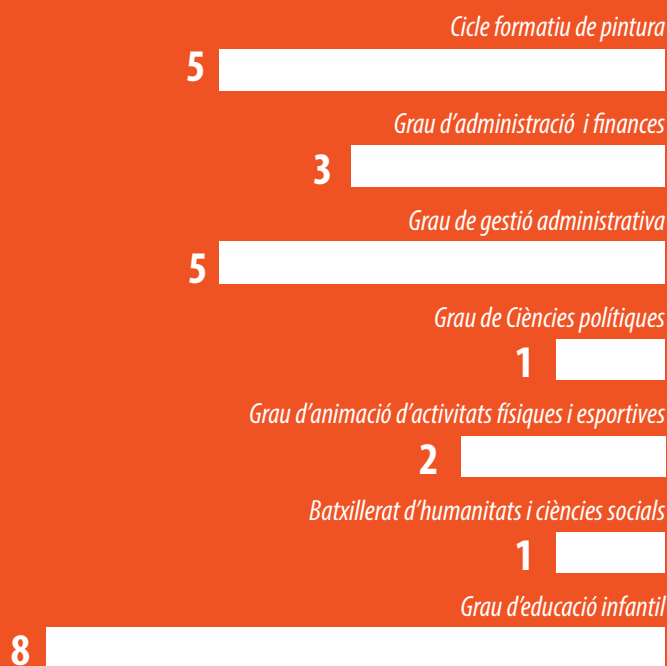 Cicle formatiu de pintura
5
Grau d'administració i finances
3
Grau de gestió administrativa
5
Grau de Ciències polítiques
1
Grau d'animació d'activitats físiques i esportives
2
Batxillerat d'humanitats i ciències socials
1
Grau d'educació infantil
8